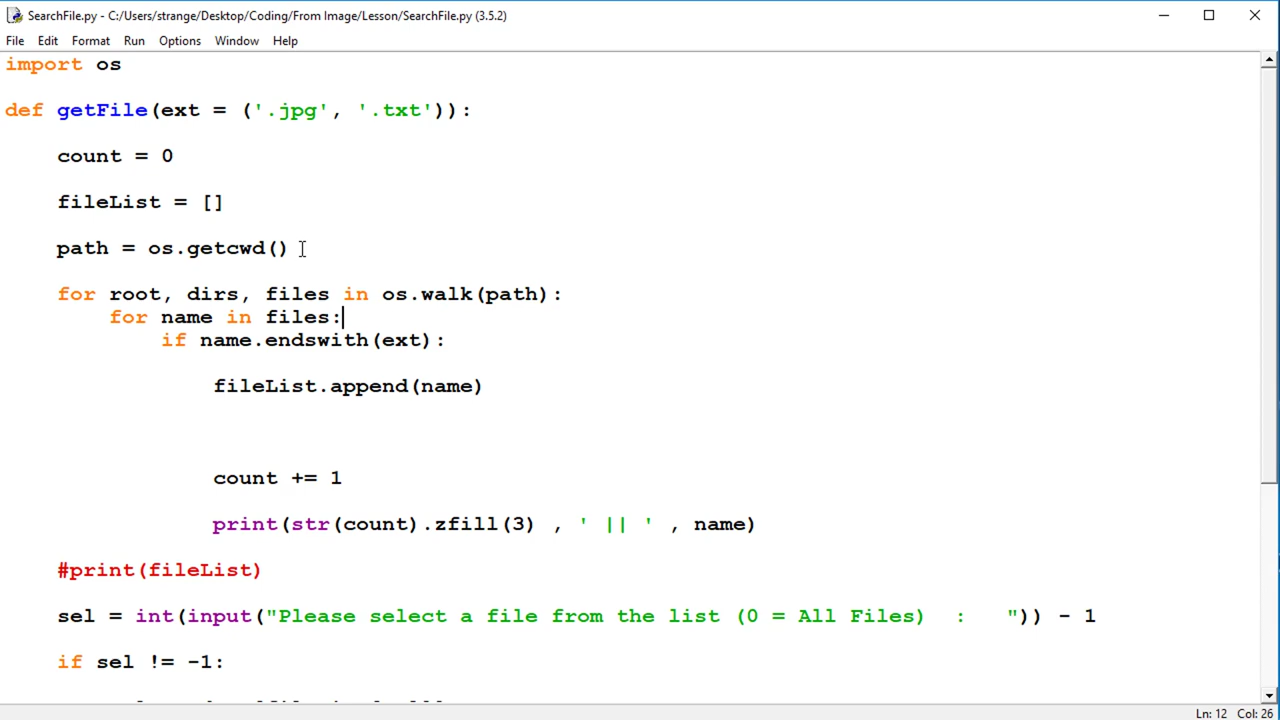 SearchFile.py - C:/Users/strange/Desktop/Coding/From Image/Lesson/SearchFile.py (3.5.2)
File Edit Format Run Options Window Help
import os
def getFile(ext = ('.jpg', '.txt')):
count = 0
fileList = []
path = os.getcwd()
for root, dirs, files in os.walk(path):
for name in files:
if name.endswith(ext):
fileList.append(name)
count += 1
print(str(count).zfill(3) , ' || ' , name)
#print(fileList)
sel = int(input("Please select a file from the list (0 = All Files)  :   ")) - 1
if sel != -1:
Ln: 12 Col: 26